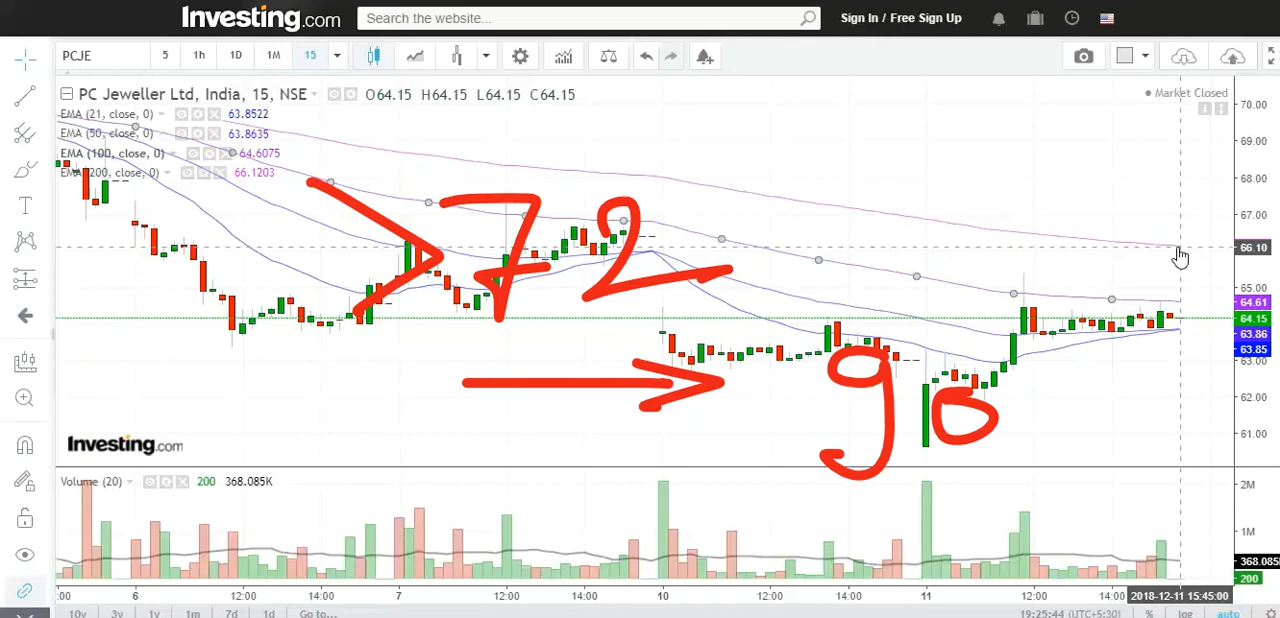 Investing.com
Search the website...
Sign In / Free Sign Up
PCJE 5 1h 1D 1M 15
PC Jeweller Ltd, India, 15, NSE O64.15 H64.15 L64.15 C64.15
Market Closed
EMA (21, close, 0) 63.8522
EMA (50, close, 0) 63.8635
EMA (100, close, 0) 64.6075
EMA (200, close, 0) 66.1203
70.00
69.00
68.00
67.00
66.10
65.00
64.61
64.15
63.86
63.85
63.00
62.00
61.00
>72
90
Investing.com
Volume (20) 200 368.085K
2M
1M
368.085
200
:00 6 12:00 14:00 7 12:00 14:00 10 12:00 14:00 11 12:00 14:00 2018-12-11 15:45:00
10y 3y 1y 1m 7d 1d Go to... 19:25:44 (UTC+5:30) % log auto